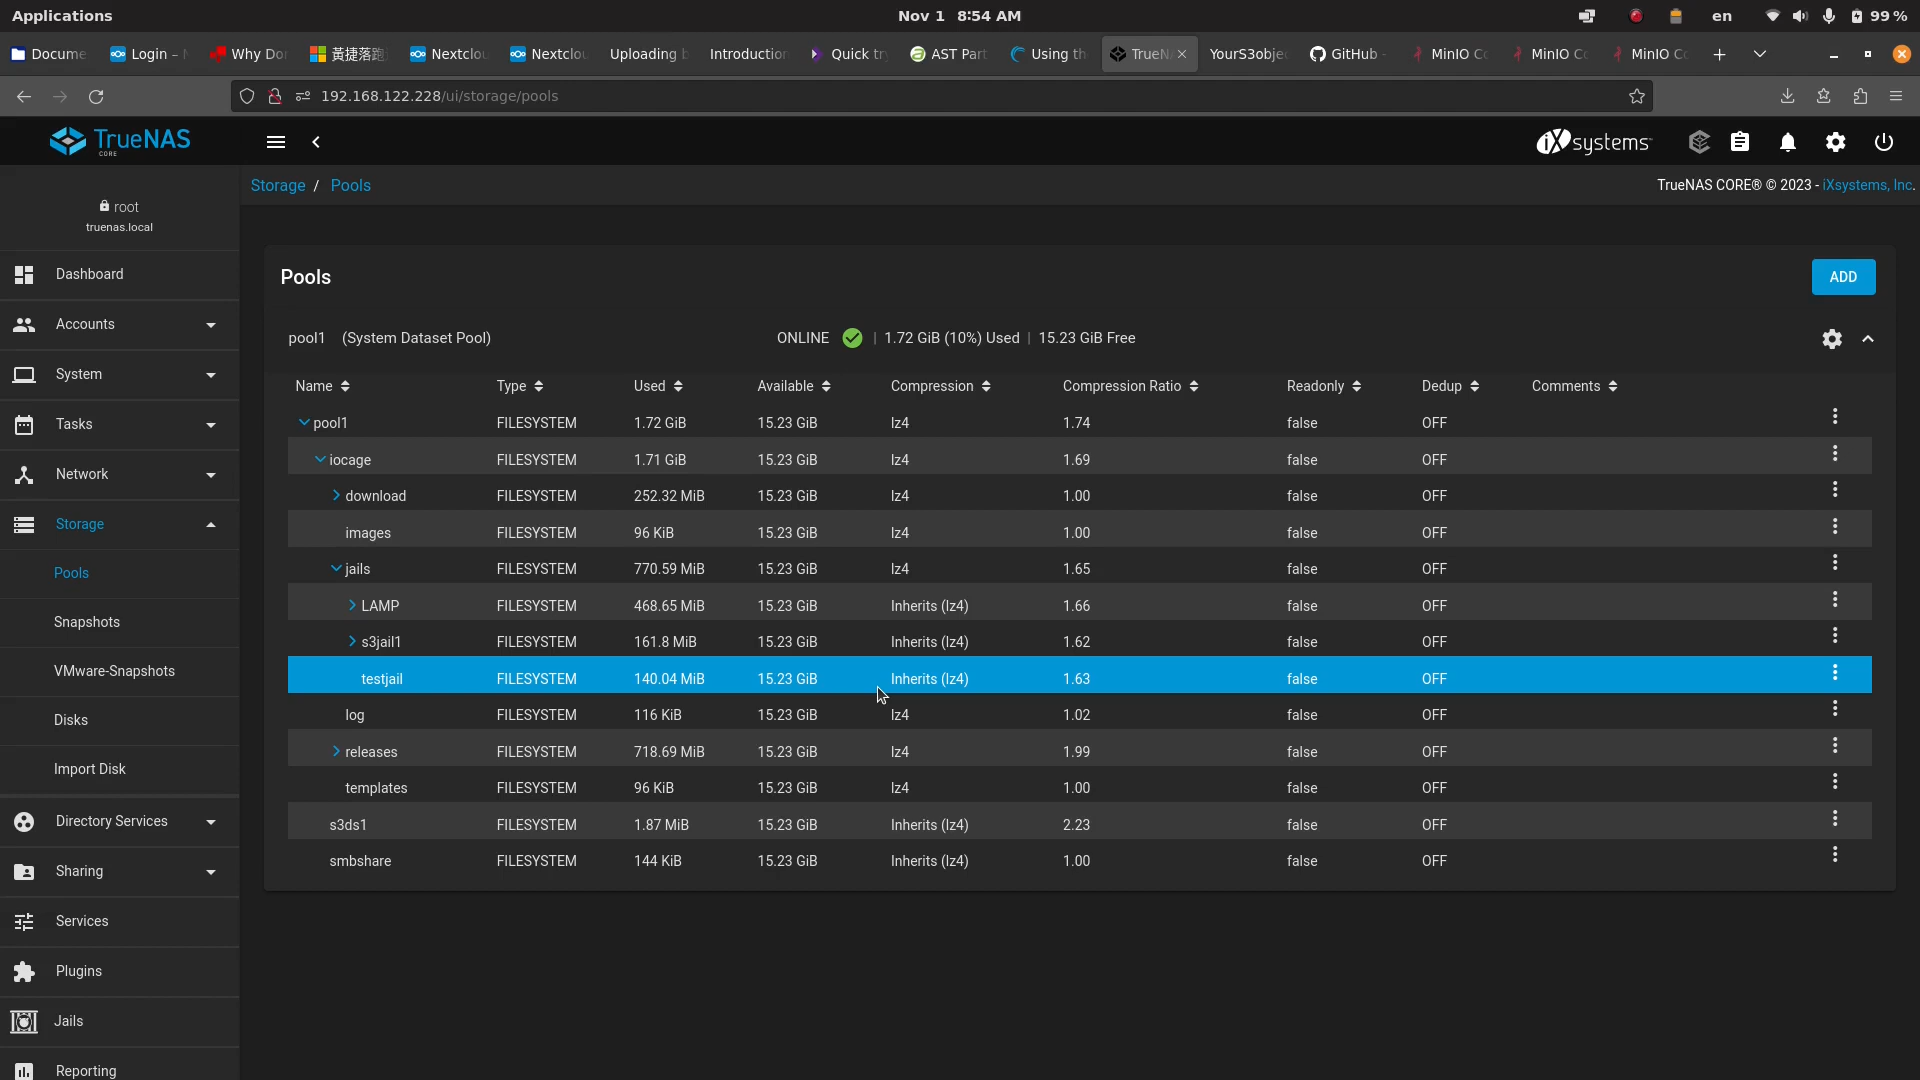 Applications
Nov 1 8:54 AM
en
99 %
Docume
Login –
Why Dor
Nextclou
Nextclou
Uploading b
Introduction
Quick try
AST Part
Using th
TrueN
YourS3obje
GitHub -
MinIO Co
MinIO Co
MinIO Co
192.168.122.228/ui/storage/pools
TrueNAS
CORE
iXsystems
Storage / Pools
TrueNAS CORE® © 2023 - iXsystems, Inc.
root
truenas.local
Dashboard
Accounts
System
Tasks
Network
Storage
Pools
Snapshots
VMware-Snapshots
Disks
Import Disk
Directory Services
Sharing
Services
Plugins
Jails
Reporting
Pools
ADD
pool1 (System Dataset Pool) ONLINE | 1.72 GiB (10%) Used | 15.23 GiB Free
Name Type Used Available Compression Compression Ratio Readonly Dedup Comments
pool1 FILESYSTEM 1.72 GiB 15.23 GiB lz4 1.74 false OFF
iocage FILESYSTEM 1.71 GiB 15.23 GiB lz4 1.69 false OFF
download FILESYSTEM 252.32 MiB 15.23 GiB lz4 1.00 false OFF
images FILESYSTEM 96 KiB 15.23 GiB lz4 1.00 false OFF
jails FILESYSTEM 770.59 MiB 15.23 GiB lz4 1.65 false OFF
LAMP FILESYSTEM 468.65 MiB 15.23 GiB Inherits (lz4) 1.66 false OFF
s3jail1 FILESYSTEM 161.8 MiB 15.23 GiB Inherits (lz4) 1.62 false OFF
testjail FILESYSTEM 140.04 MiB 15.23 GiB Inherits (lz4) 1.63 false OFF
log FILESYSTEM 116 KiB 15.23 GiB lz4 1.02 false OFF
releases FILESYSTEM 718.69 MiB 15.23 GiB lz4 1.99 false OFF
templates FILESYSTEM 96 KiB 15.23 GiB lz4 1.00 false OFF
s3ds1 FILESYSTEM 1.87 MiB 15.23 GiB Inherits (lz4) 2.23 false OFF
smbshare FILESYSTEM 144 KiB 15.23 GiB Inherits (lz4) 1.00 false OFF